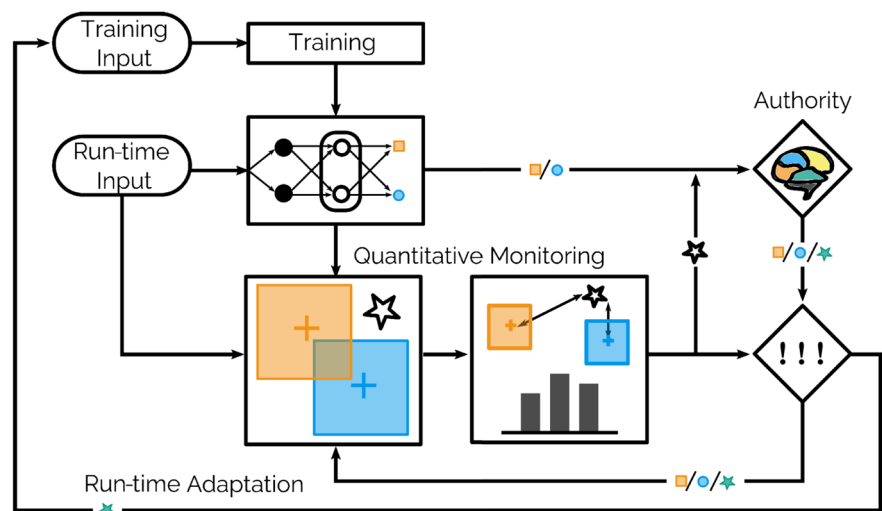 Training
Input
Training
Authority
Run-time
Input
/
Quantitative Monitoring
/ /
! ! !
Run-time Adaptation
/ /